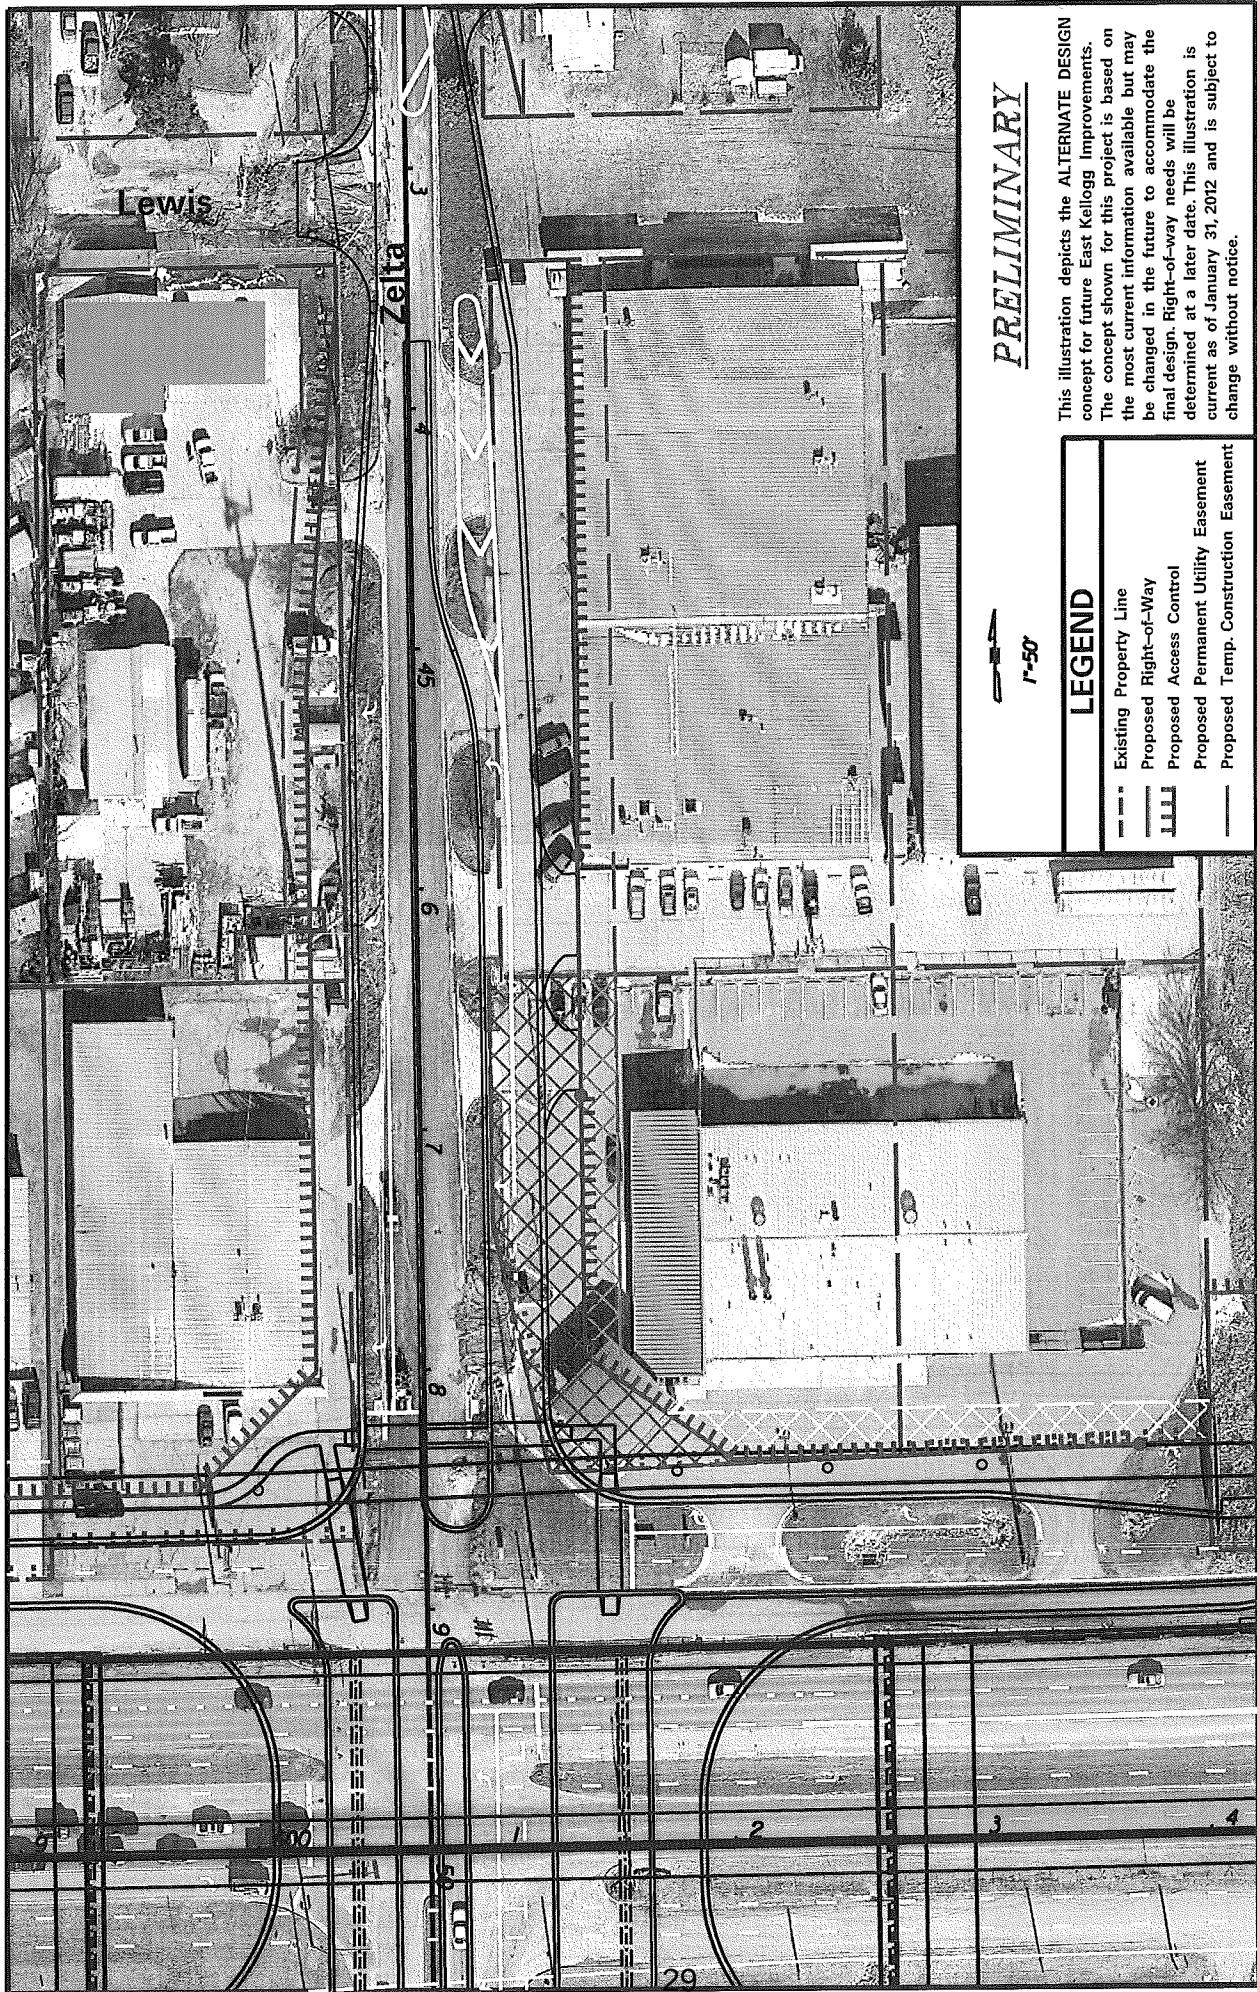 PRELIMINARY
This illustration depicts the ALTERNATE DESIGN
concept for future East Kellogg Improvements.
The concept shown for this project is based on
the most current information available but may
be changed in the future to accommodate the
final design. Right-of-way needs will be
determined at a later date. This illustration is
current as of January 31, 2012 and is subject to
change without notice.
1"=50'
LEGEND
Existing Property Line
Proposed Right-of-Way
Proposed Access Control
Proposed Permanent Utility Easement
Proposed Temp. Construction Easement
Lewis
Zelta
3
4
45
6
7
8
9
50
9
1
2
3
4
29